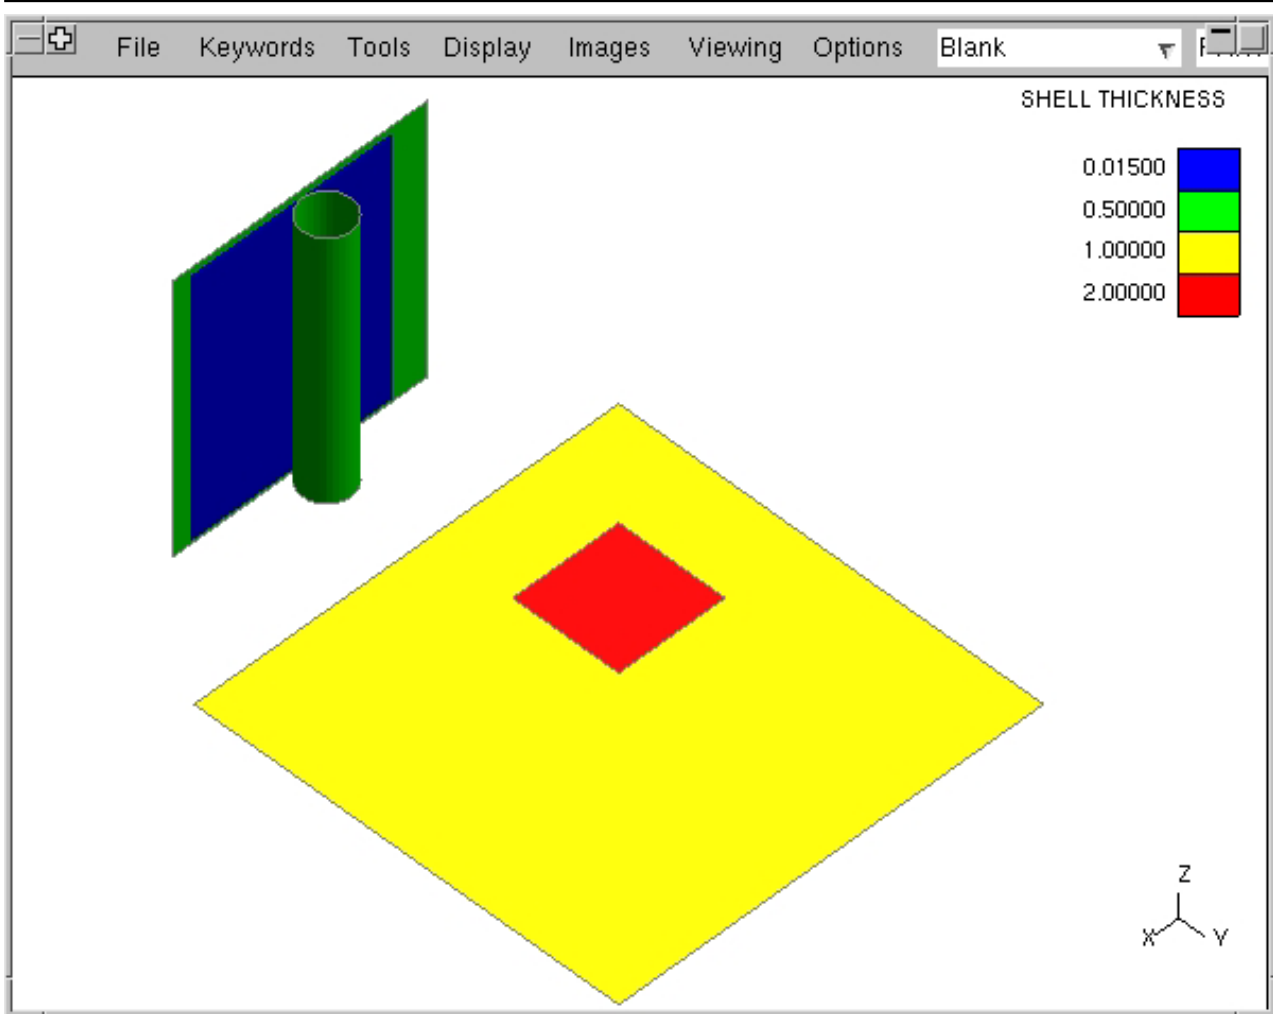 File Keywords Tools Display Images Viewing Options Blank
SHELL THICKNESS
0.01500
0.50000
1.00000
2.00000
Z
X Y